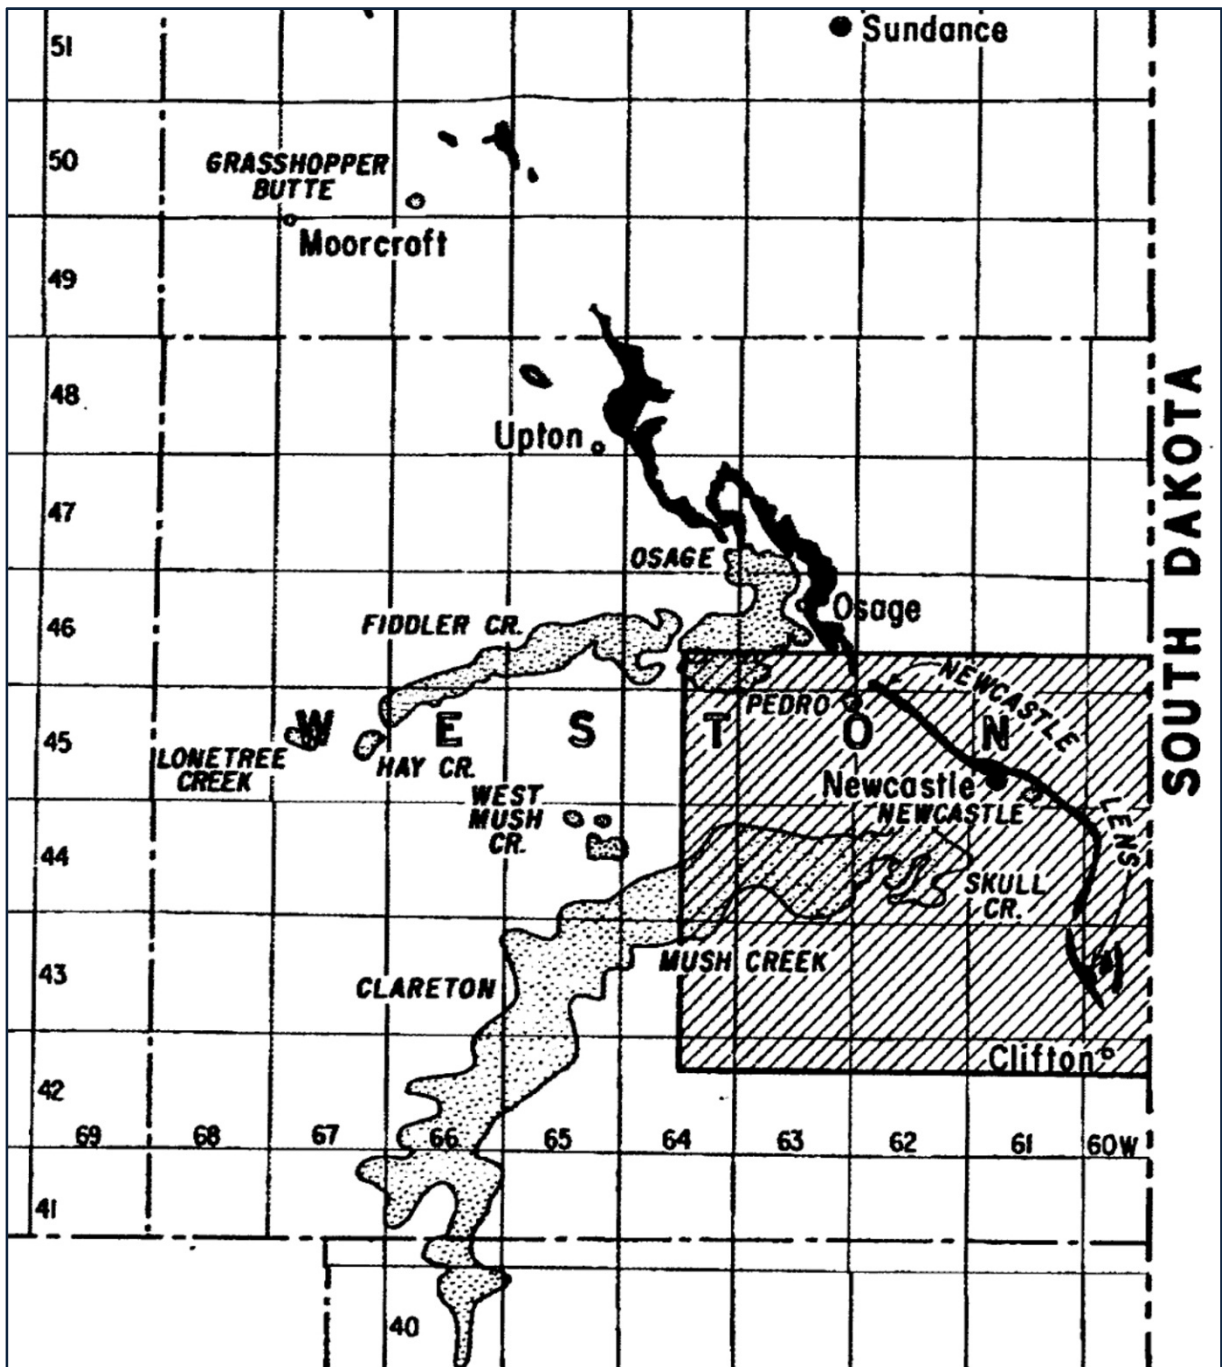 51
Sundance
50
GRASSHOPPER
BUTTE
Moorcroft
49
48
Upton
47
OSAGE
Osage
46
FIDDLER CR.
NEWCASTLE
LENS
PEDRO
45
W E S T O N
LONETREE
CREEK
HAY CR.
Newcastle
NEWCASTLE
WEST
MUSH
CR.
44
SKULL
CR.
MUSH CREEK
43
CLARETON
Clifton
42
69 68 67 66 65 64 63 62 61 60W
41
40
SOUTH DAKOTA